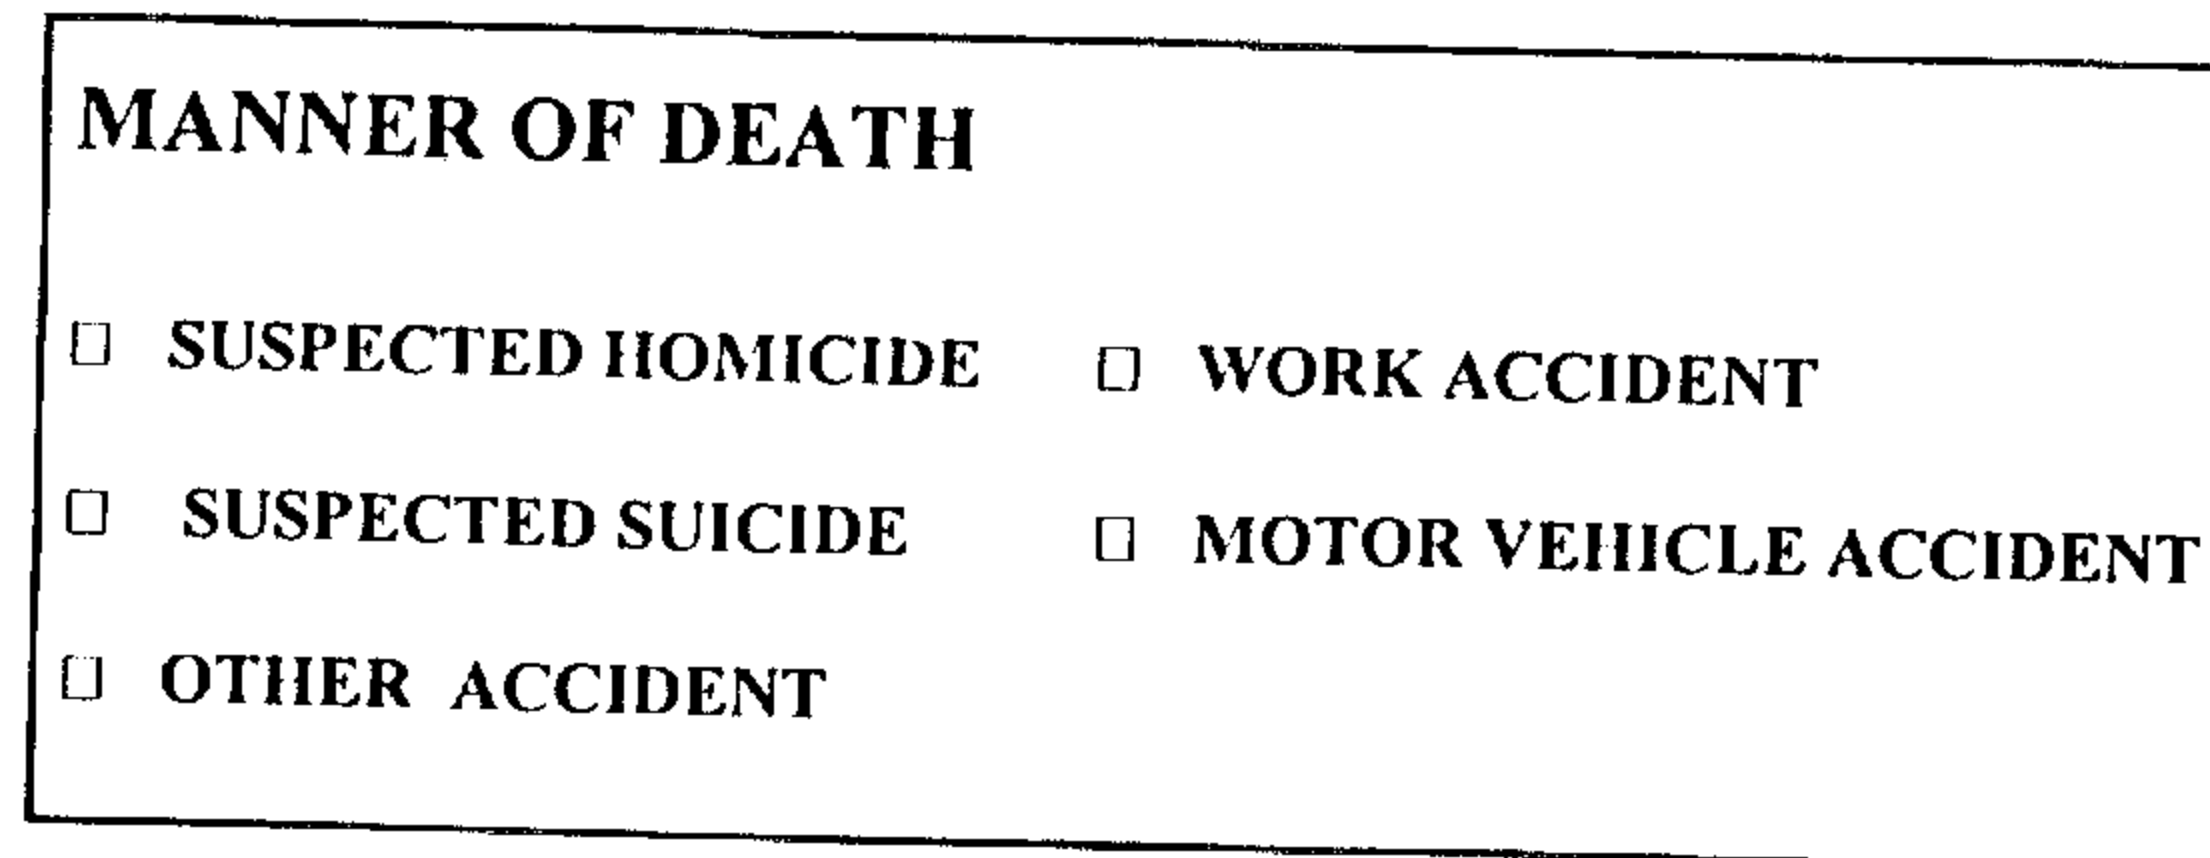 MANNER OF DEATH
☐ SUSPECTED HOMICIDE ☐ WORK ACCIDENT
☐ SUSPECTED SUICIDE ☐ MOTOR VEHICLE ACCIDENT
☐ OTHER ACCIDENT